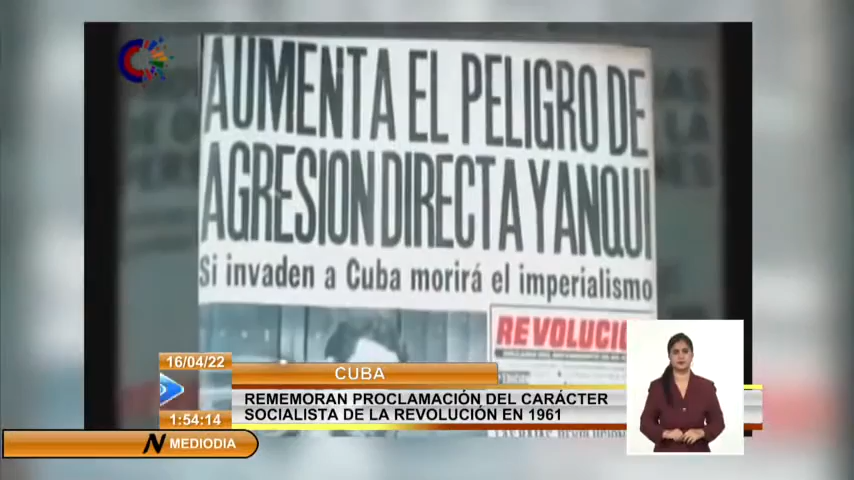 AUMENTA EL PELIGRO DE
AGRESION DIRECTA YANQUI
Si invaden a Cuba morirá el imperialismo
REVOLUCIO
16/04/22
CUBA
REMEMORAN PROCLAMACIÓN DEL CARÁCTER
SOCIALISTA DE LA REVOLUCIÓN EN 1961
1:54:14
N MEDIODIA